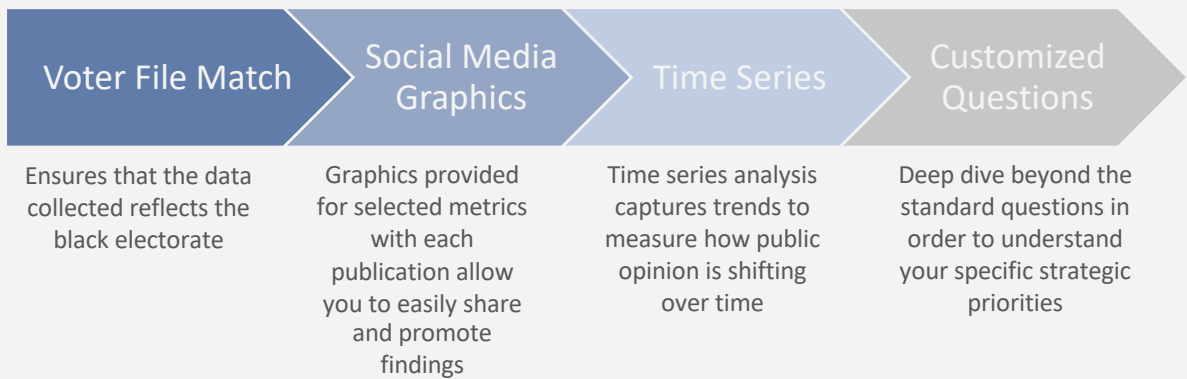 Voter File Match
Social Media
Graphics
Time Series
Customized
Questions
Ensures that the data
collected reflects the
black electorate
Graphics provided
for selected metrics
with each
publication allow
you to easily share
and promote
findings
Time series analysis
captures trends to
measure how public
opinion is shifting
over time
Deep dive beyond the
standard questions in
order to understand
your specific strategic
priorities